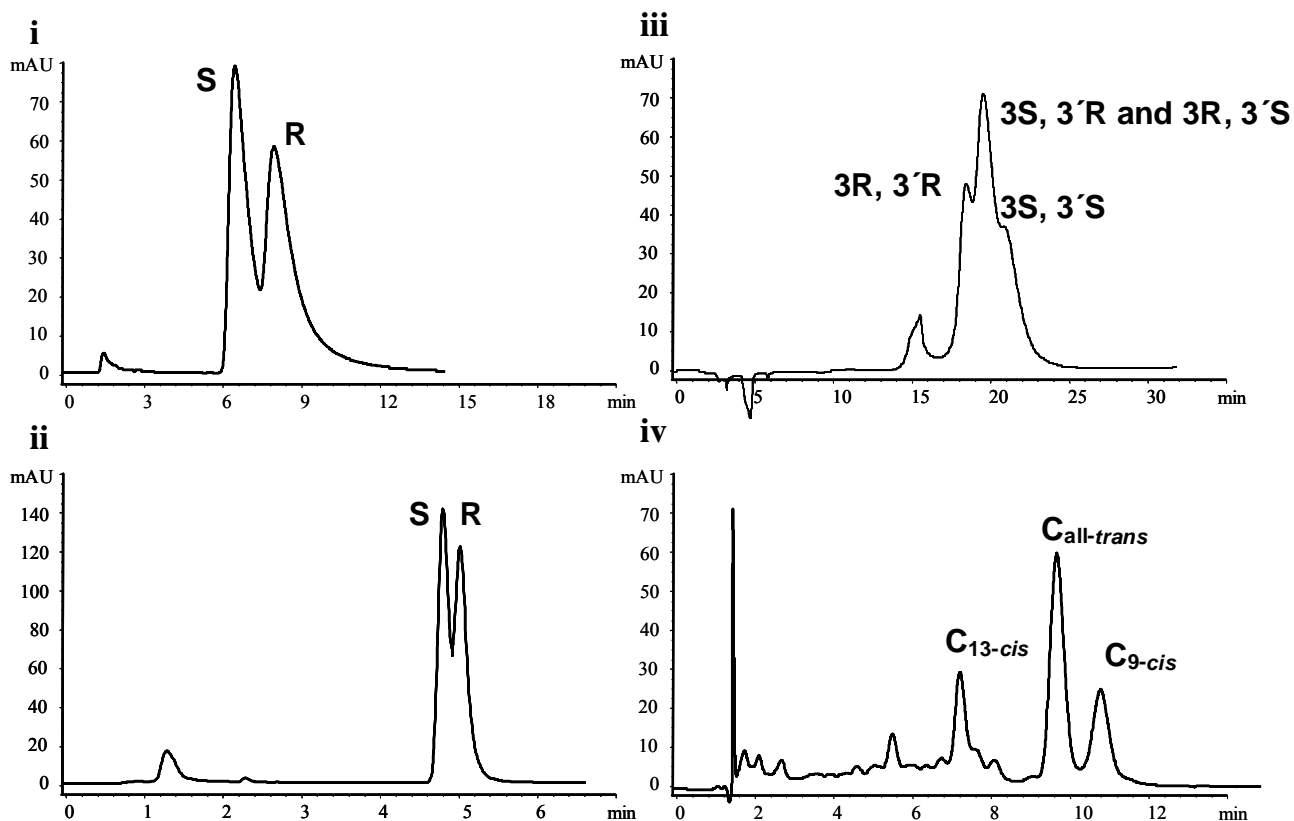 i
mAU
70
60
50
40
30
20
10
0
S
R
0 3 6 9 12 15 18 min
iii
mAU
70
60
50
40
30
20
10
0
3R, 3´R
3S, 3´R and 3R, 3´S
3S, 3´S
0 5 10 15 20 25 30 min
ii
mAU
140
120
100
80
60
40
20
0
S R
0 1 2 3 4 5 6 min
iv
mAU
70
60
50
40
30
20
10
0
C13-cis
Call-trans
C9-cis
0 2 4 6 8 10 12 min